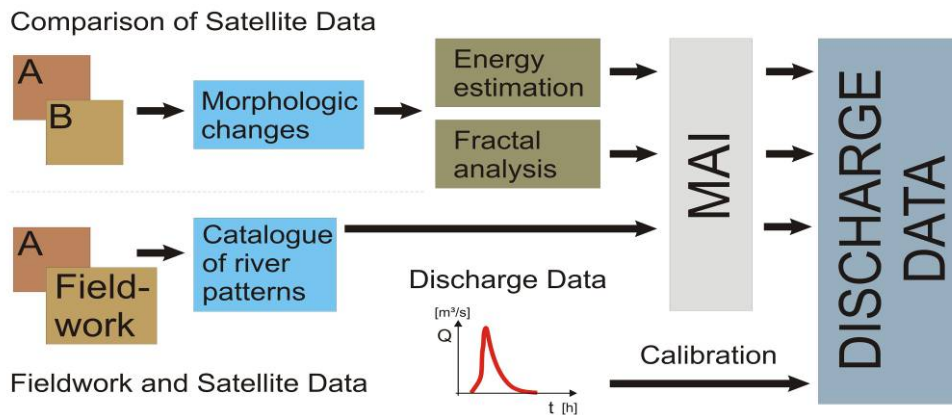 Comparison of Satellite Data
A
B
Morphologic
changes
Energy
estimation
Fractal
analysis
MAI
DISCHARGE
DATA
A
Field-
work
Catalogue
of river
patterns
Discharge Data
[m³/s]
Q
t [h]
Calibration
Fieldwork and Satellite Data